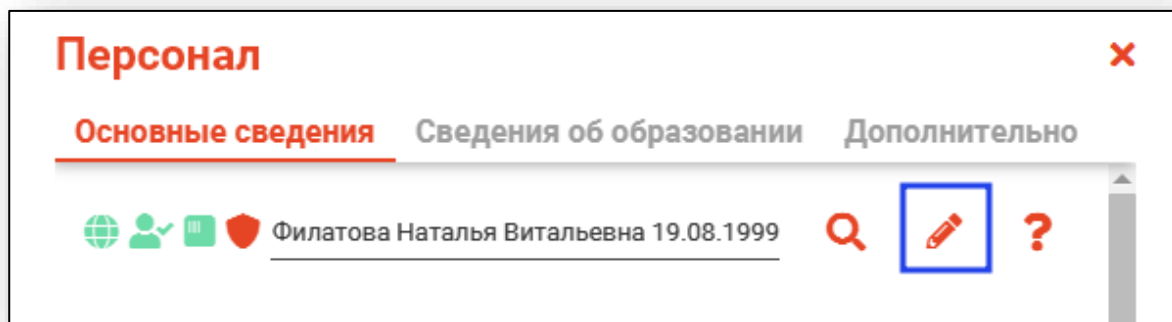 Персонал
Основные сведения Сведения об образовании Дополнительно
Филатова Наталья Витальевна 19.08.1999